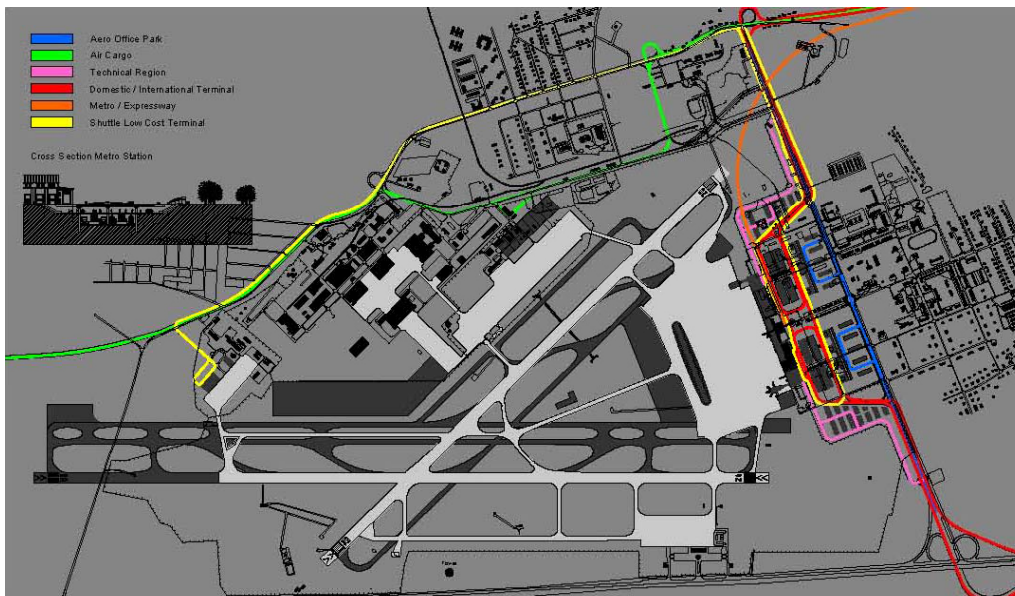 Aero Office Park
Air Cargo
Technical Region
Domestic / International Terminal
Metro / Expressway
Shuttle Low Cost Terminal
Cross Section Metro Station